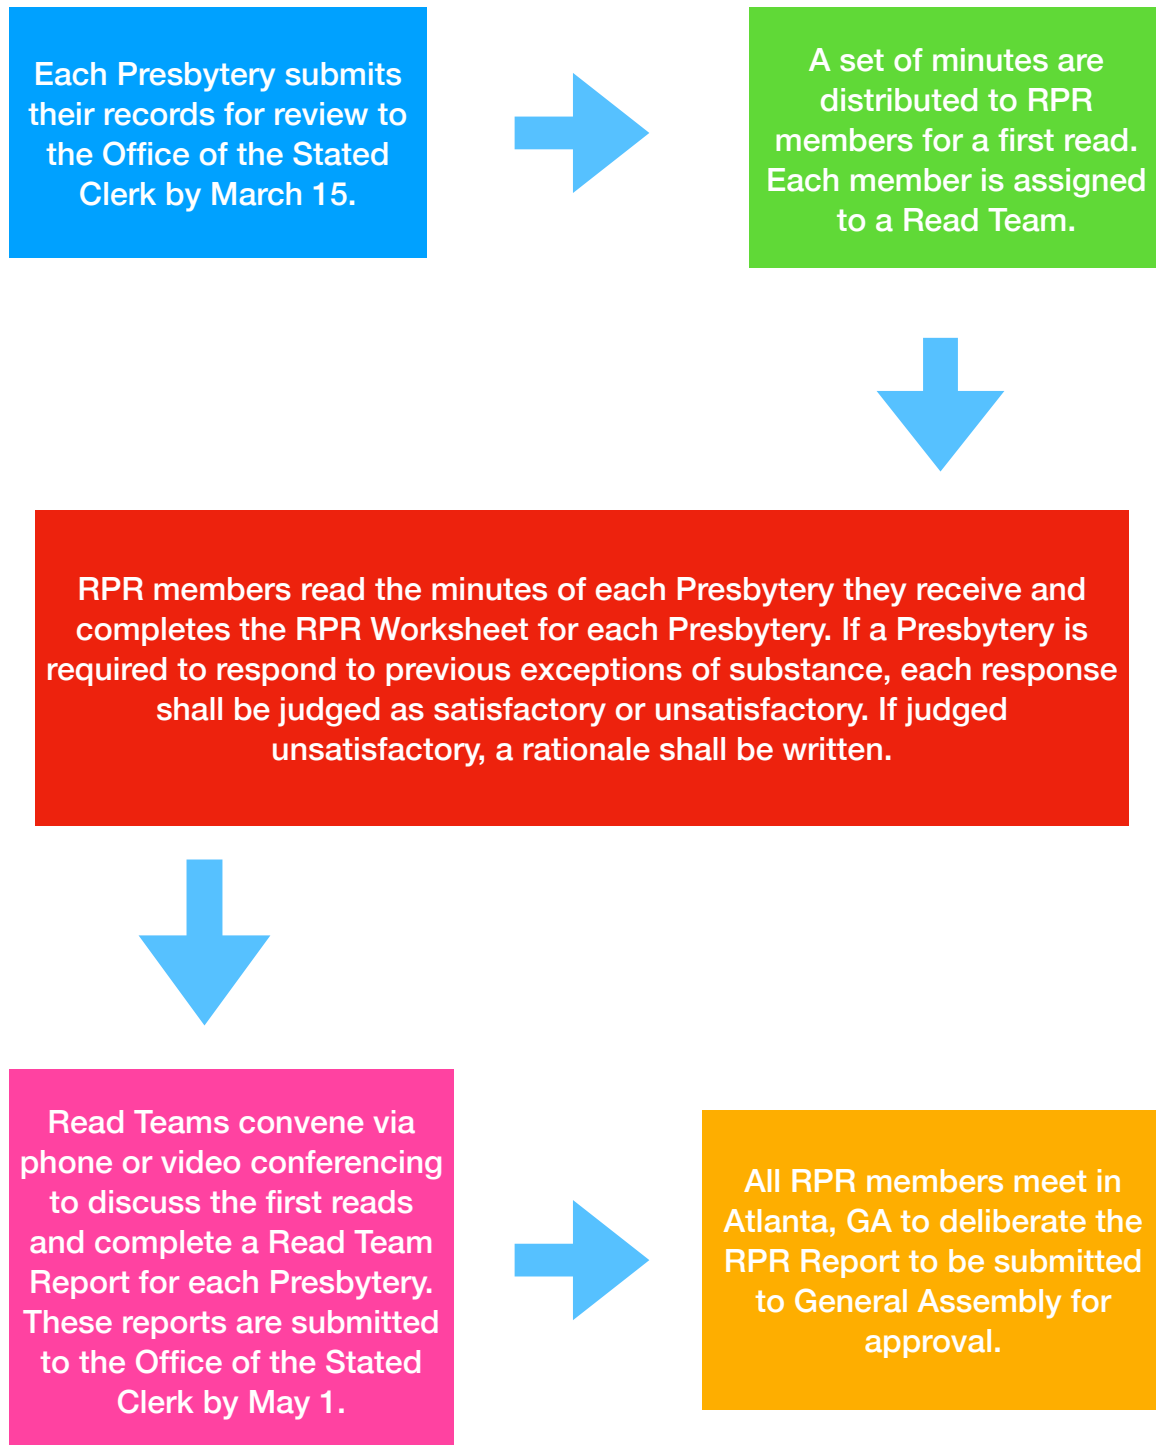 Each Presbytery submits
their records for review to
the Office of the Stated
Clerk by March 15.
A set of minutes are
distributed to RPR
members for a first read.
Each member is assigned
to a Read Team.
RPR members read the minutes of each Presbytery they receive and
completes the RPR Worksheet for each Presbytery. If a Presbytery is
required to respond to previous exceptions of substance, each response
shall be judged as satisfactory or unsatisfactory. If judged
unsatisfactory, a rationale shall be written.
Read Teams convene via
phone or video conferencing
to discuss the first reads
and complete a Read Team
Report for each Presbytery.
These reports are submitted
to the Office of the Stated
Clerk by May 1.
All RPR members meet in
Atlanta, GA to deliberate the
RPR Report to be submitted
to General Assembly for
approval.